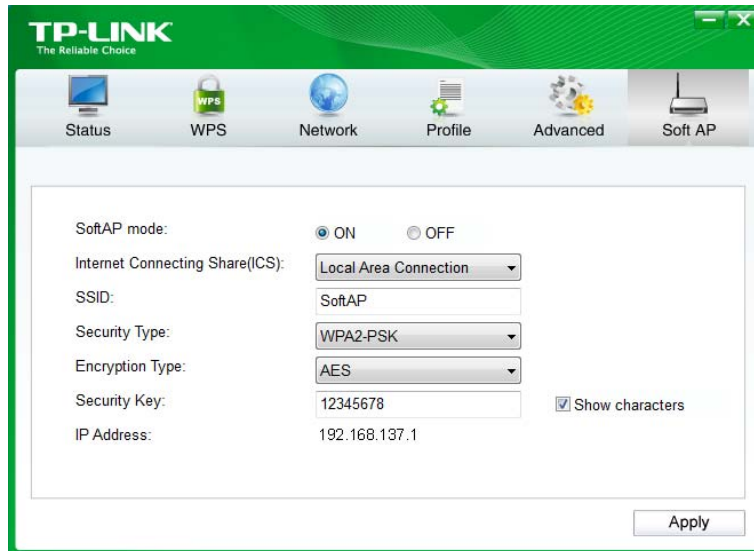 TP-LINK
The Reliable Choice
Status WPS Network Profile Advanced Soft AP
WPS
SoftAP mode: ON OFF
Internet Connecting Share(ICS): Local Area Connection
SSID: SoftAP
Security Type: WPA2-PSK
Encryption Type: AES
Security Key: 12345678 Show characters
IP Address: 192.168.137.1
Apply